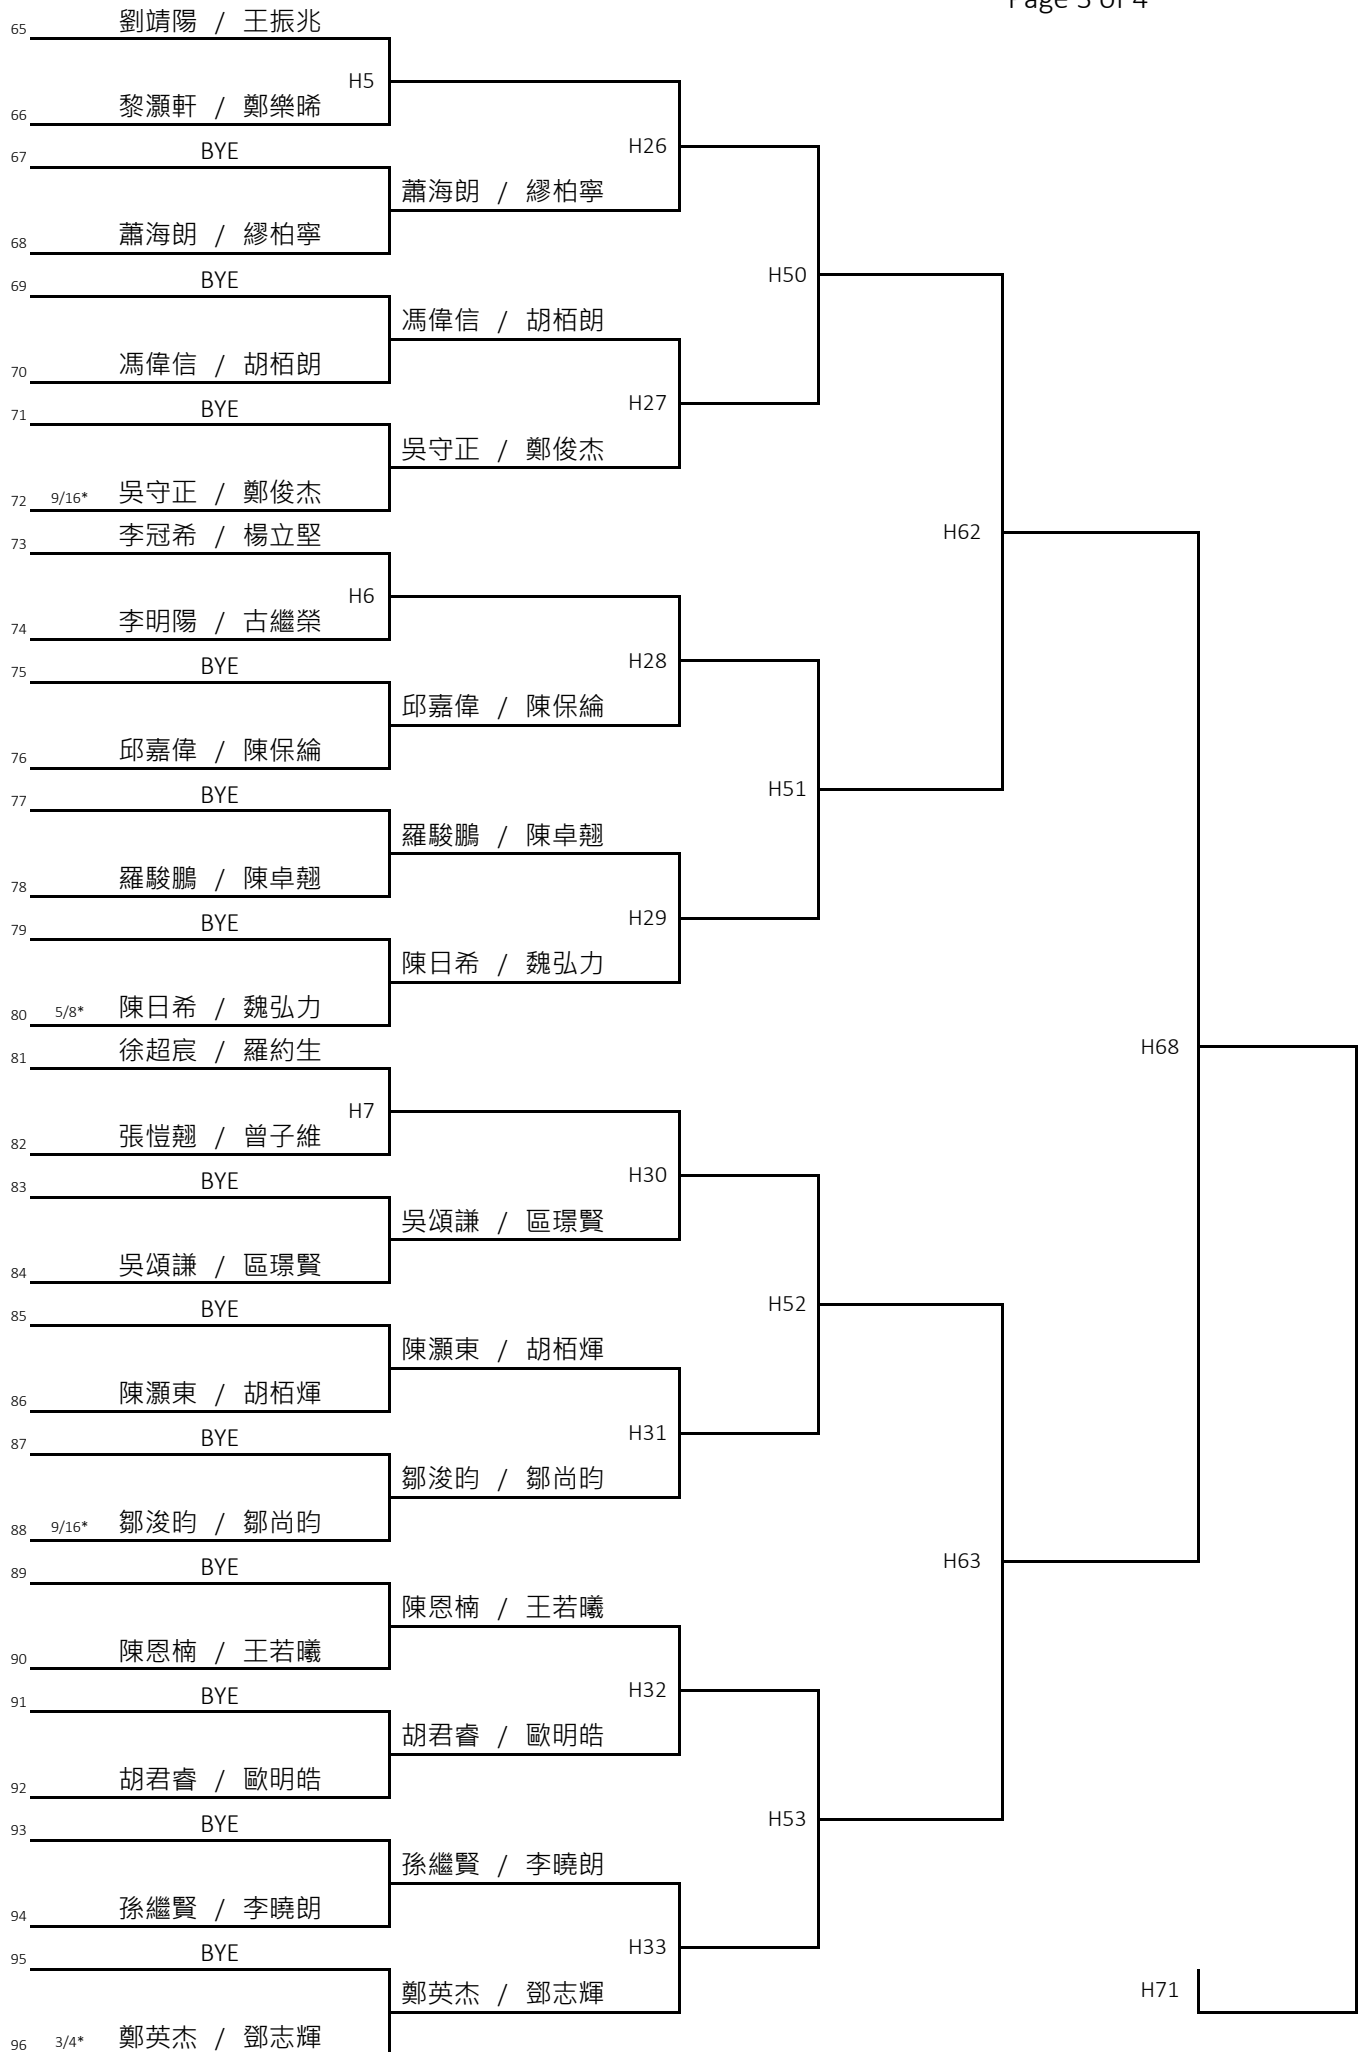 Page 3 of 4
65 劉靖陽 / 王振兆
H5
66 黎灝軒 / 鄭樂晞
67 BYE
H26
蕭海朗 / 繆柏寧
68 蕭海朗 / 繆柏寧
69 BYE
H50
馮偉信 / 胡栢朗
70 馮偉信 / 胡栢朗
71 BYE
H27
吳守正 / 鄭俊杰
72 9/16* 吳守正 / 鄭俊杰
73 李冠希 / 楊立堅
H62
H6
74 李明陽 / 古繼榮
75 BYE
H28
邱嘉偉 / 陳保綸
76 邱嘉偉 / 陳保綸
77 BYE
H51
羅駿鵬 / 陳卓翹
78 羅駿鵬 / 陳卓翹
79 BYE
H29
陳日希 / 魏弘力
80 5/8* 陳日希 / 魏弘力
81 徐超宸 / 羅約生
H68
H7
82 張愷翹 / 曾子維
83 BYE
H30
吳頌謙 / 區璟賢
84 吳頌謙 / 區璟賢
85 BYE
H52
陳灝東 / 胡栢煇
86 陳灝東 / 胡栢煇
87 BYE
H31
鄒浚昀 / 鄒尚昀
88 9/16* 鄒浚昀 / 鄒尚昀
89 BYE
H63
陳恩楠 / 王若曦
90 陳恩楠 / 王若曦
91 BYE
H32
胡君睿 / 歐明皓
92 胡君睿 / 歐明皓
93 BYE
H53
孫繼賢 / 李曉朗
94 孫繼賢 / 李曉朗
95 BYE
H33
鄭英杰 / 鄧志輝
H71
96 3/4* 鄭英杰 / 鄧志輝